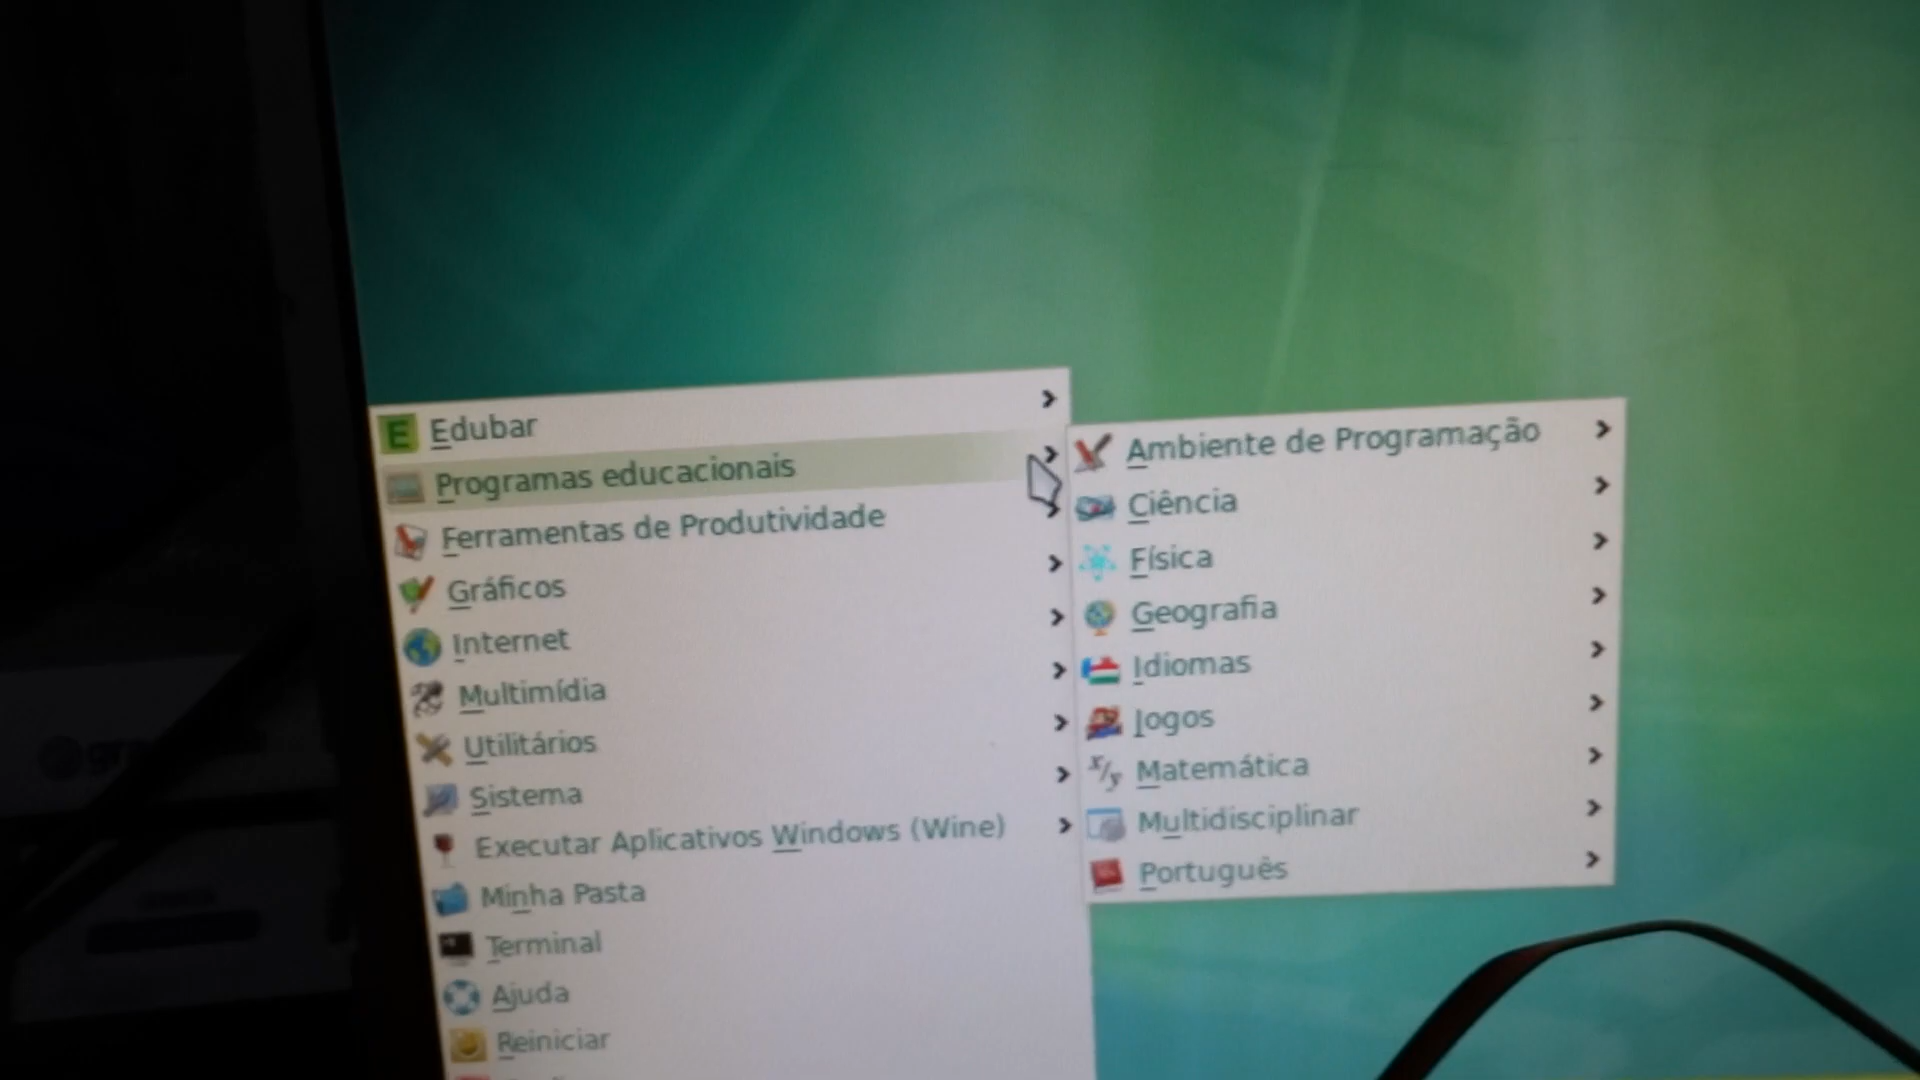 Edubar
Programas educacionais
Ferramentas de Produtividade
Gráficos
Internet
Multimídia
Utilitários
Sistema
Executar Aplicativos Windows (Wine)
Minha Pasta
Terminal
Ajuda
Reiniciar
Ambiente de Programação
Ciência
Física
Geografia
Idiomas
Jogos
Matemática
Multidisciplinar
Português